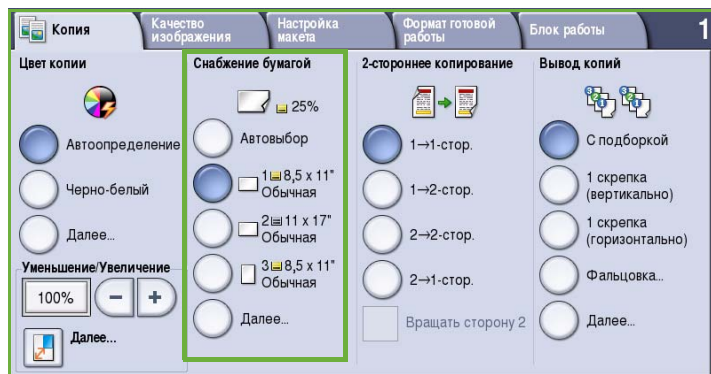 Копия
Качество
изображения
Настройка
макета
Формат готовой
работы
Блок работы
1
Цвет копии
Автоопределение
Черно-белый
Далее...
Уменьшение/Увеличение
100%
Далее...
Снабжение бумагой
25%
Автовыбор
1 8,5 x 11"
Обычная
2 11 x 17"
Обычная
3 8,5 x 11"
Обычная
Далее...
2-стороннее копирование
1→1-стор.
1→2-стор.
2→2-стор.
2→1-стор.
Вращать сторону 2
Вывод копий
С подборкой
1 скрепка
(вертикально)
1 скрепка
(горизонтально)
Фальцовка...
Далее...